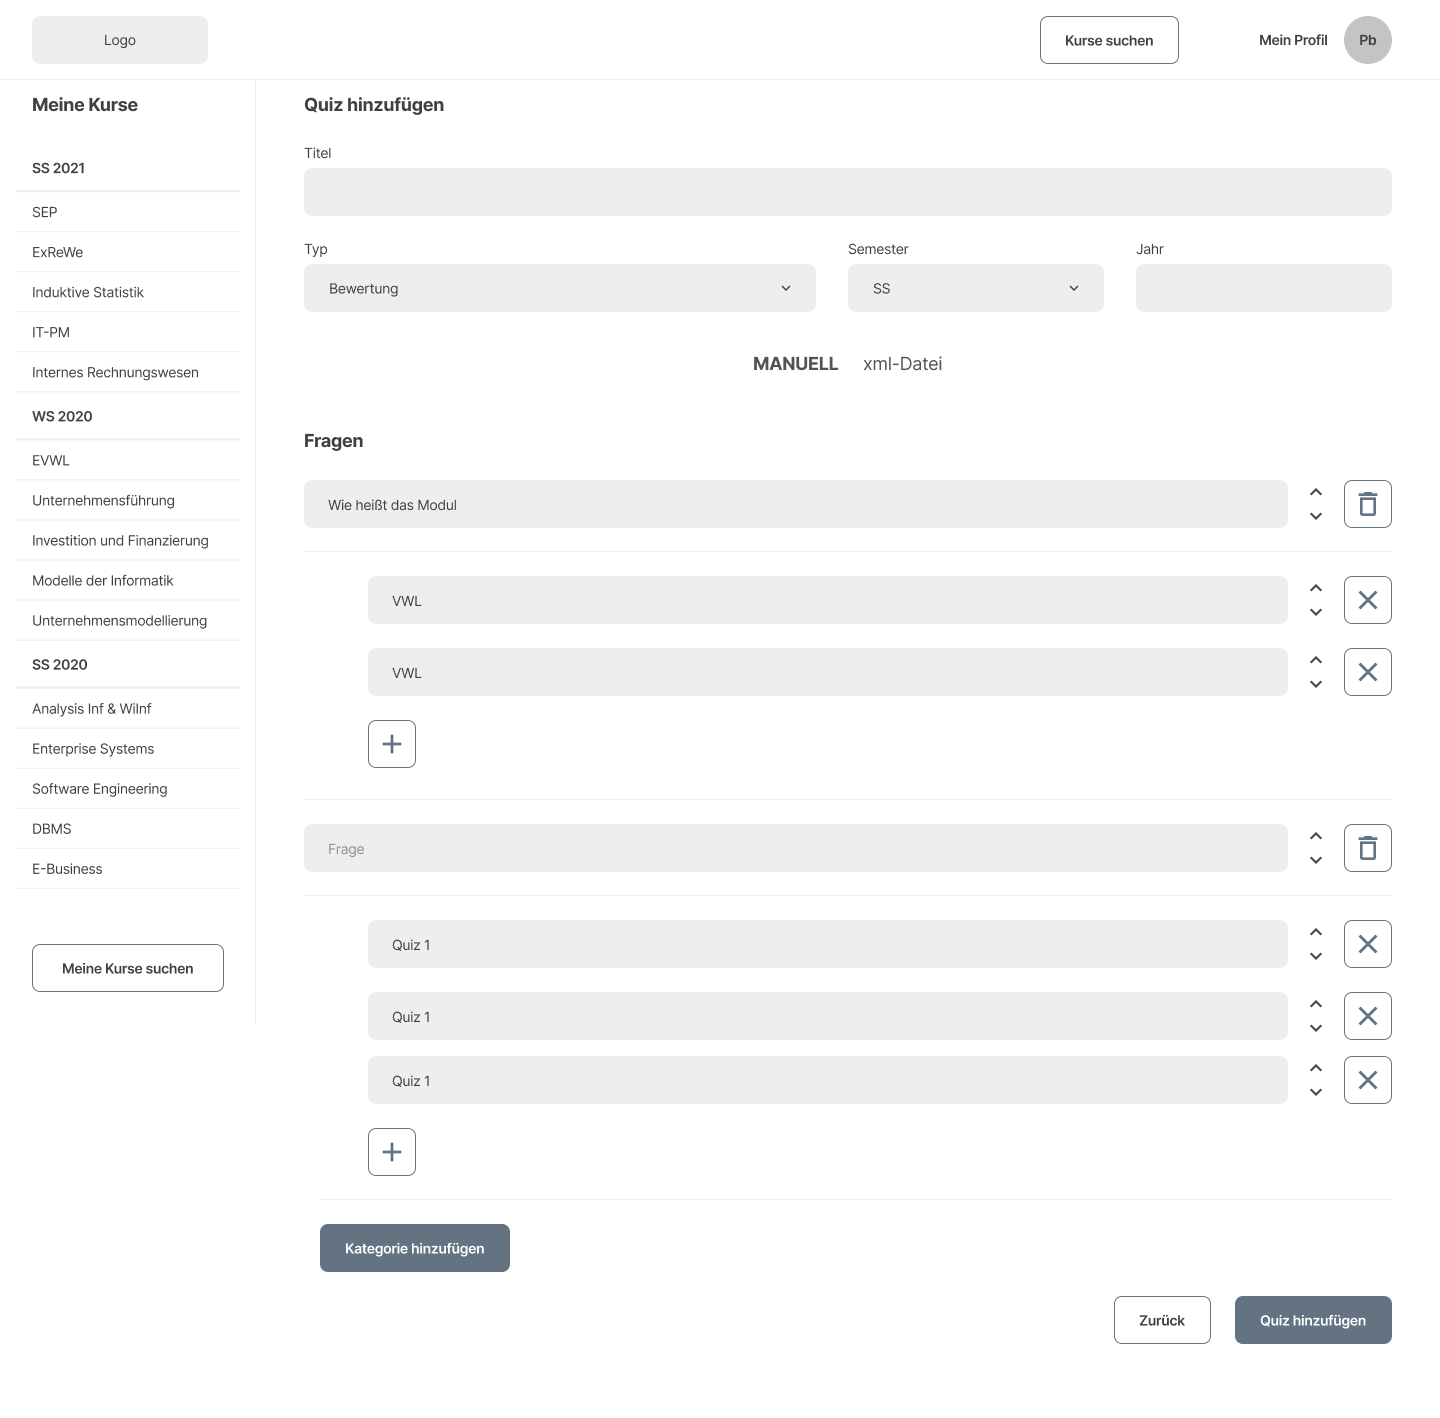 Logo
Kurse suchen
Mein Profil
Pb
Meine Kurse
SS 2021
SEP
ExReWe
Induktive Statistik
IT-PM
Internes Rechnungswesen
WS 2020
EVWL
Unternehmensführung
Investition und Finanzierung
Modelle der Informatik
Unternehmensmodellierung
SS 2020
Analysis Inf & WiInf
Enterprise Systems
Software Engineering
DBMS
E-Business
Meine Kurse suchen
Quiz hinzufügen
Titel
Typ
Semester
Jahr
Bewertung
SS
MANUELL
xml-Datei
Fragen
Wie heißt das Modul
VWL
VWL
Frage
Quiz 1
Quiz 1
Quiz 1
Kategorie hinzufügen
Zurück
Quiz hinzufügen